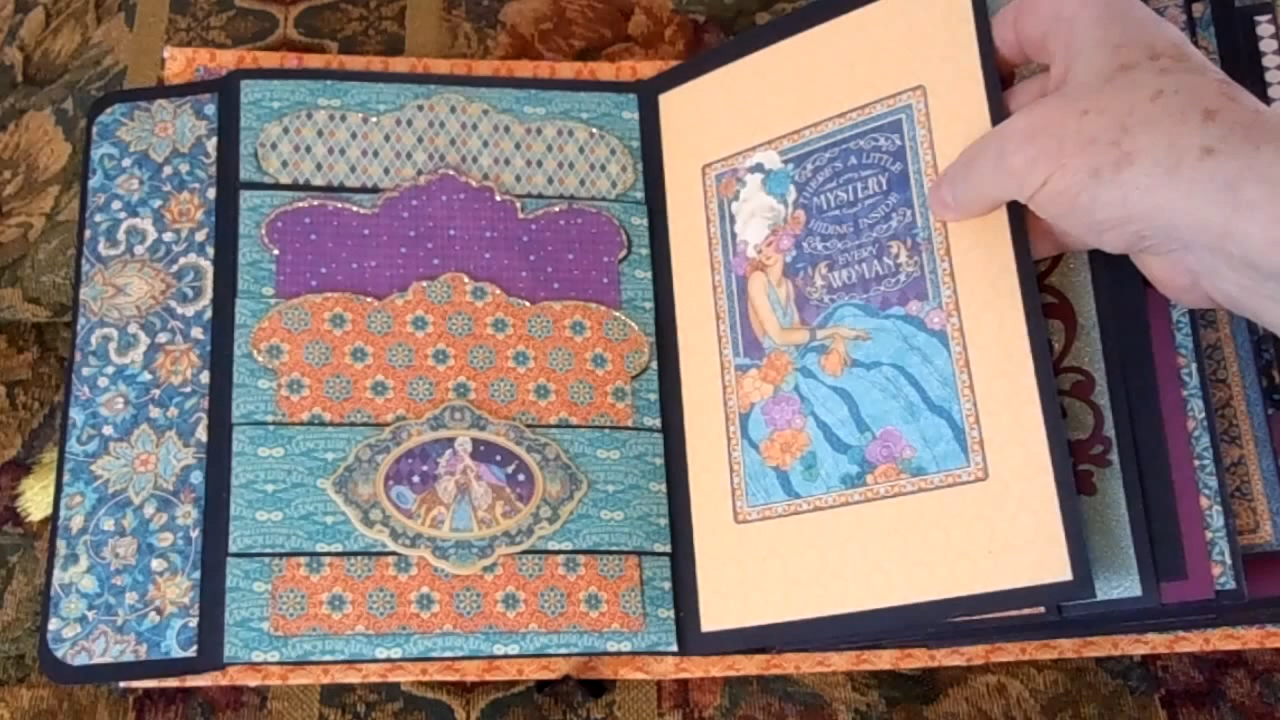 THERE'S A LITTLE
MYSTERY
HIDING INSIDE
EVERY
WOMAN